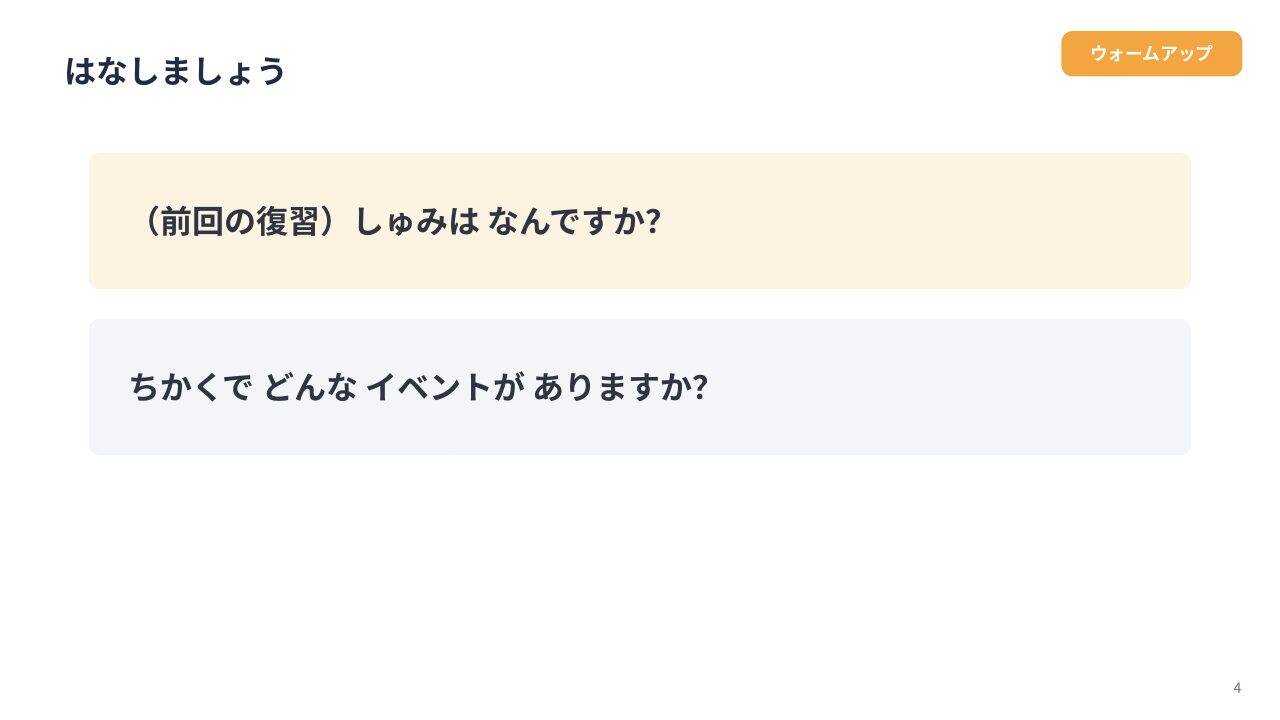 はなしましょう
ウォームアップ
（前回の復習）しゅみは なんですか?
ちかくで どんな イベントが ありますか?
4